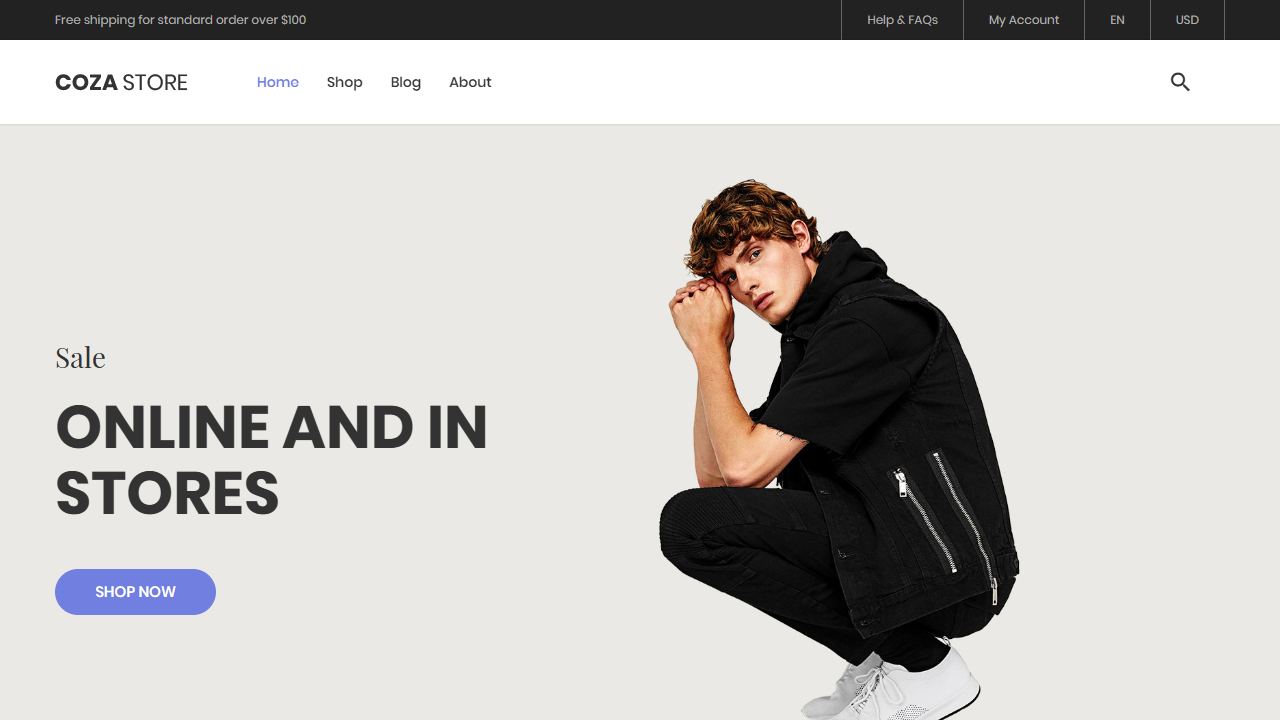 Free shipping for standard order over $100
Help & FAQs
My Account
EN
USD
COZA STORE
Home
Shop
Blog
About
Sale
ONLINE AND IN
STORES
SHOP NOW